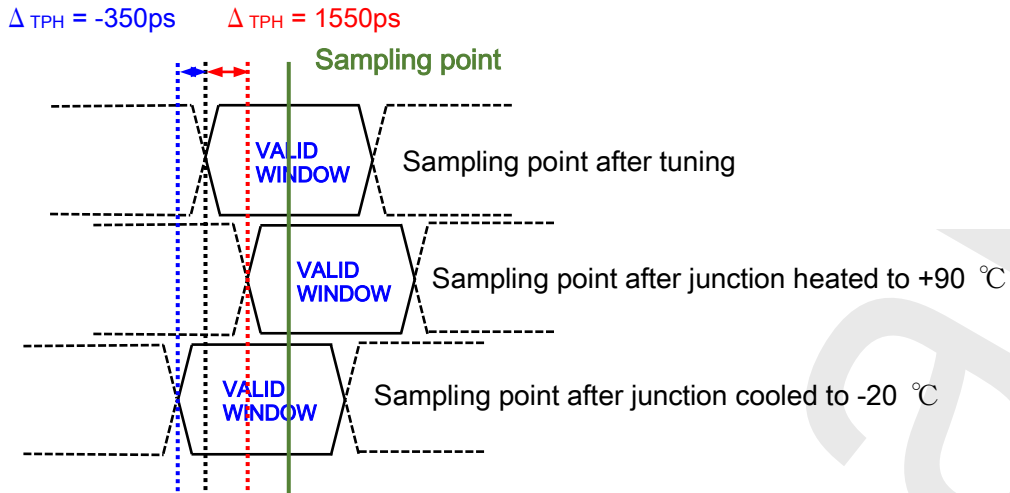 Δ TPH = -350ps
Δ TPH = 1550ps
Sampling point
VALID
WINDOW
Sampling point after tuning
VALID
WINDOW
Sampling point after junction heated to +90 ℃
VALID
WINDOW
Sampling point after junction cooled to -20 ℃